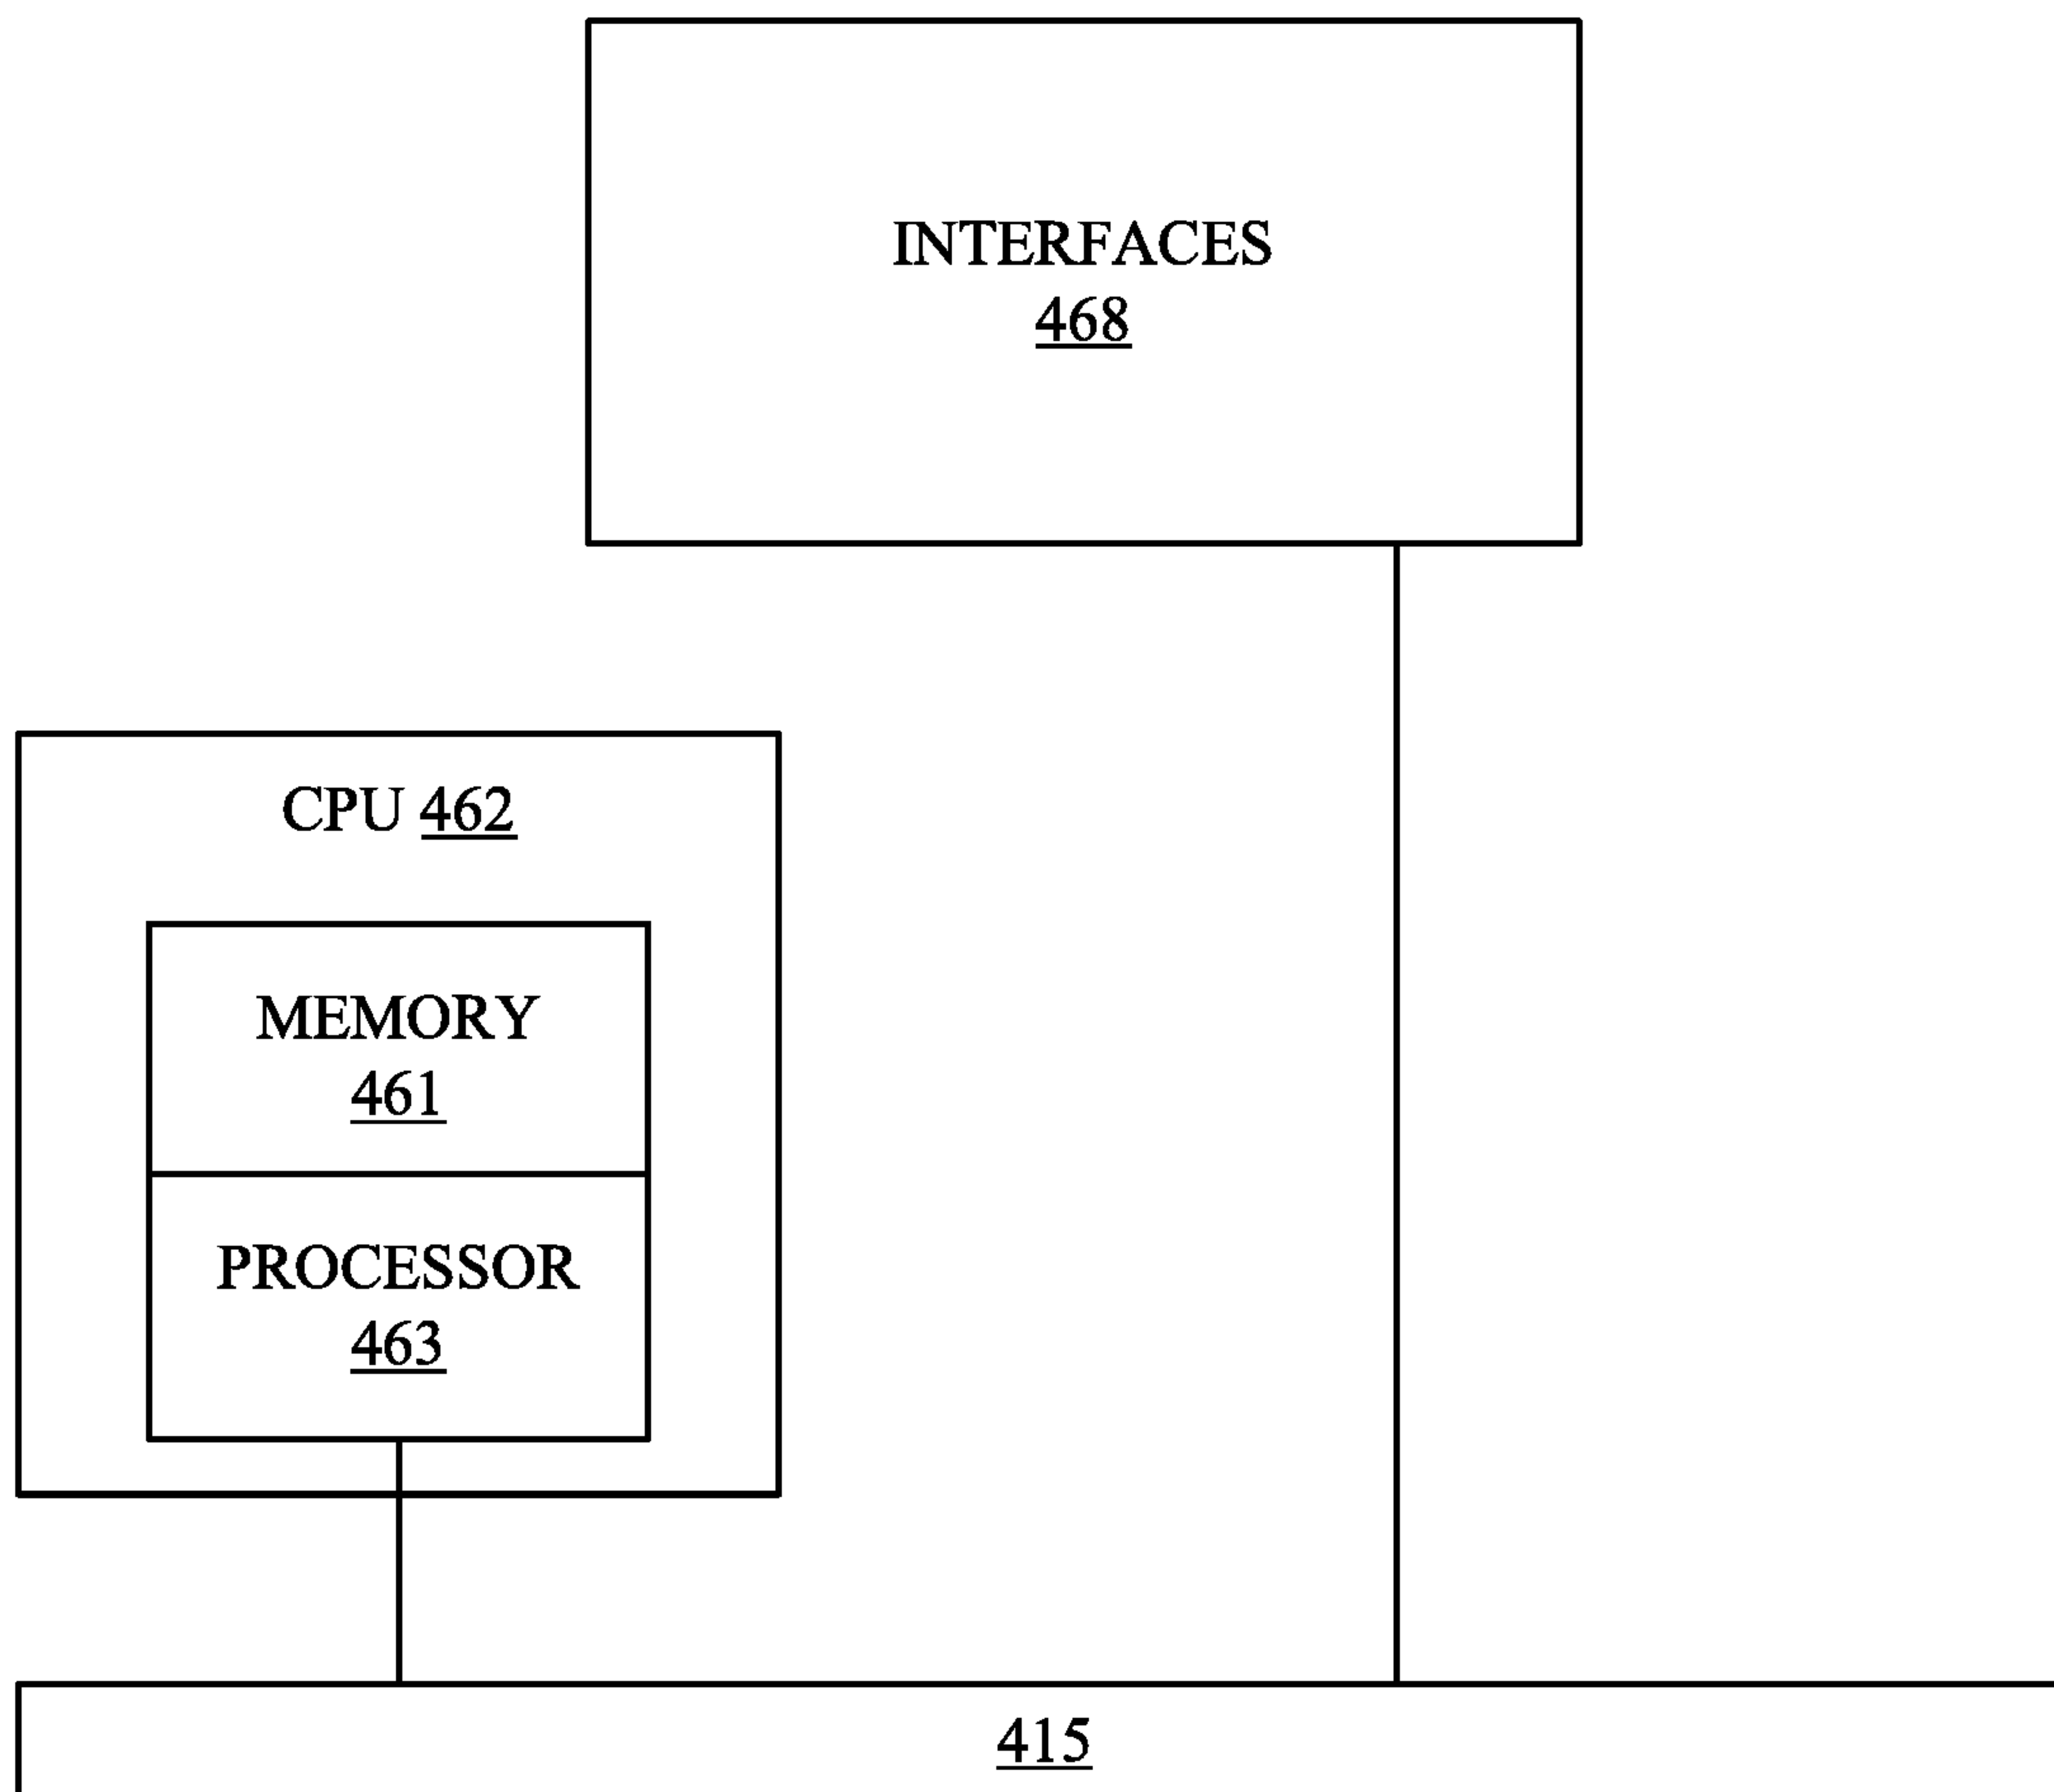 INTERFACES
468
CPU 462
MEMORY
461
PROCESSOR
463
415